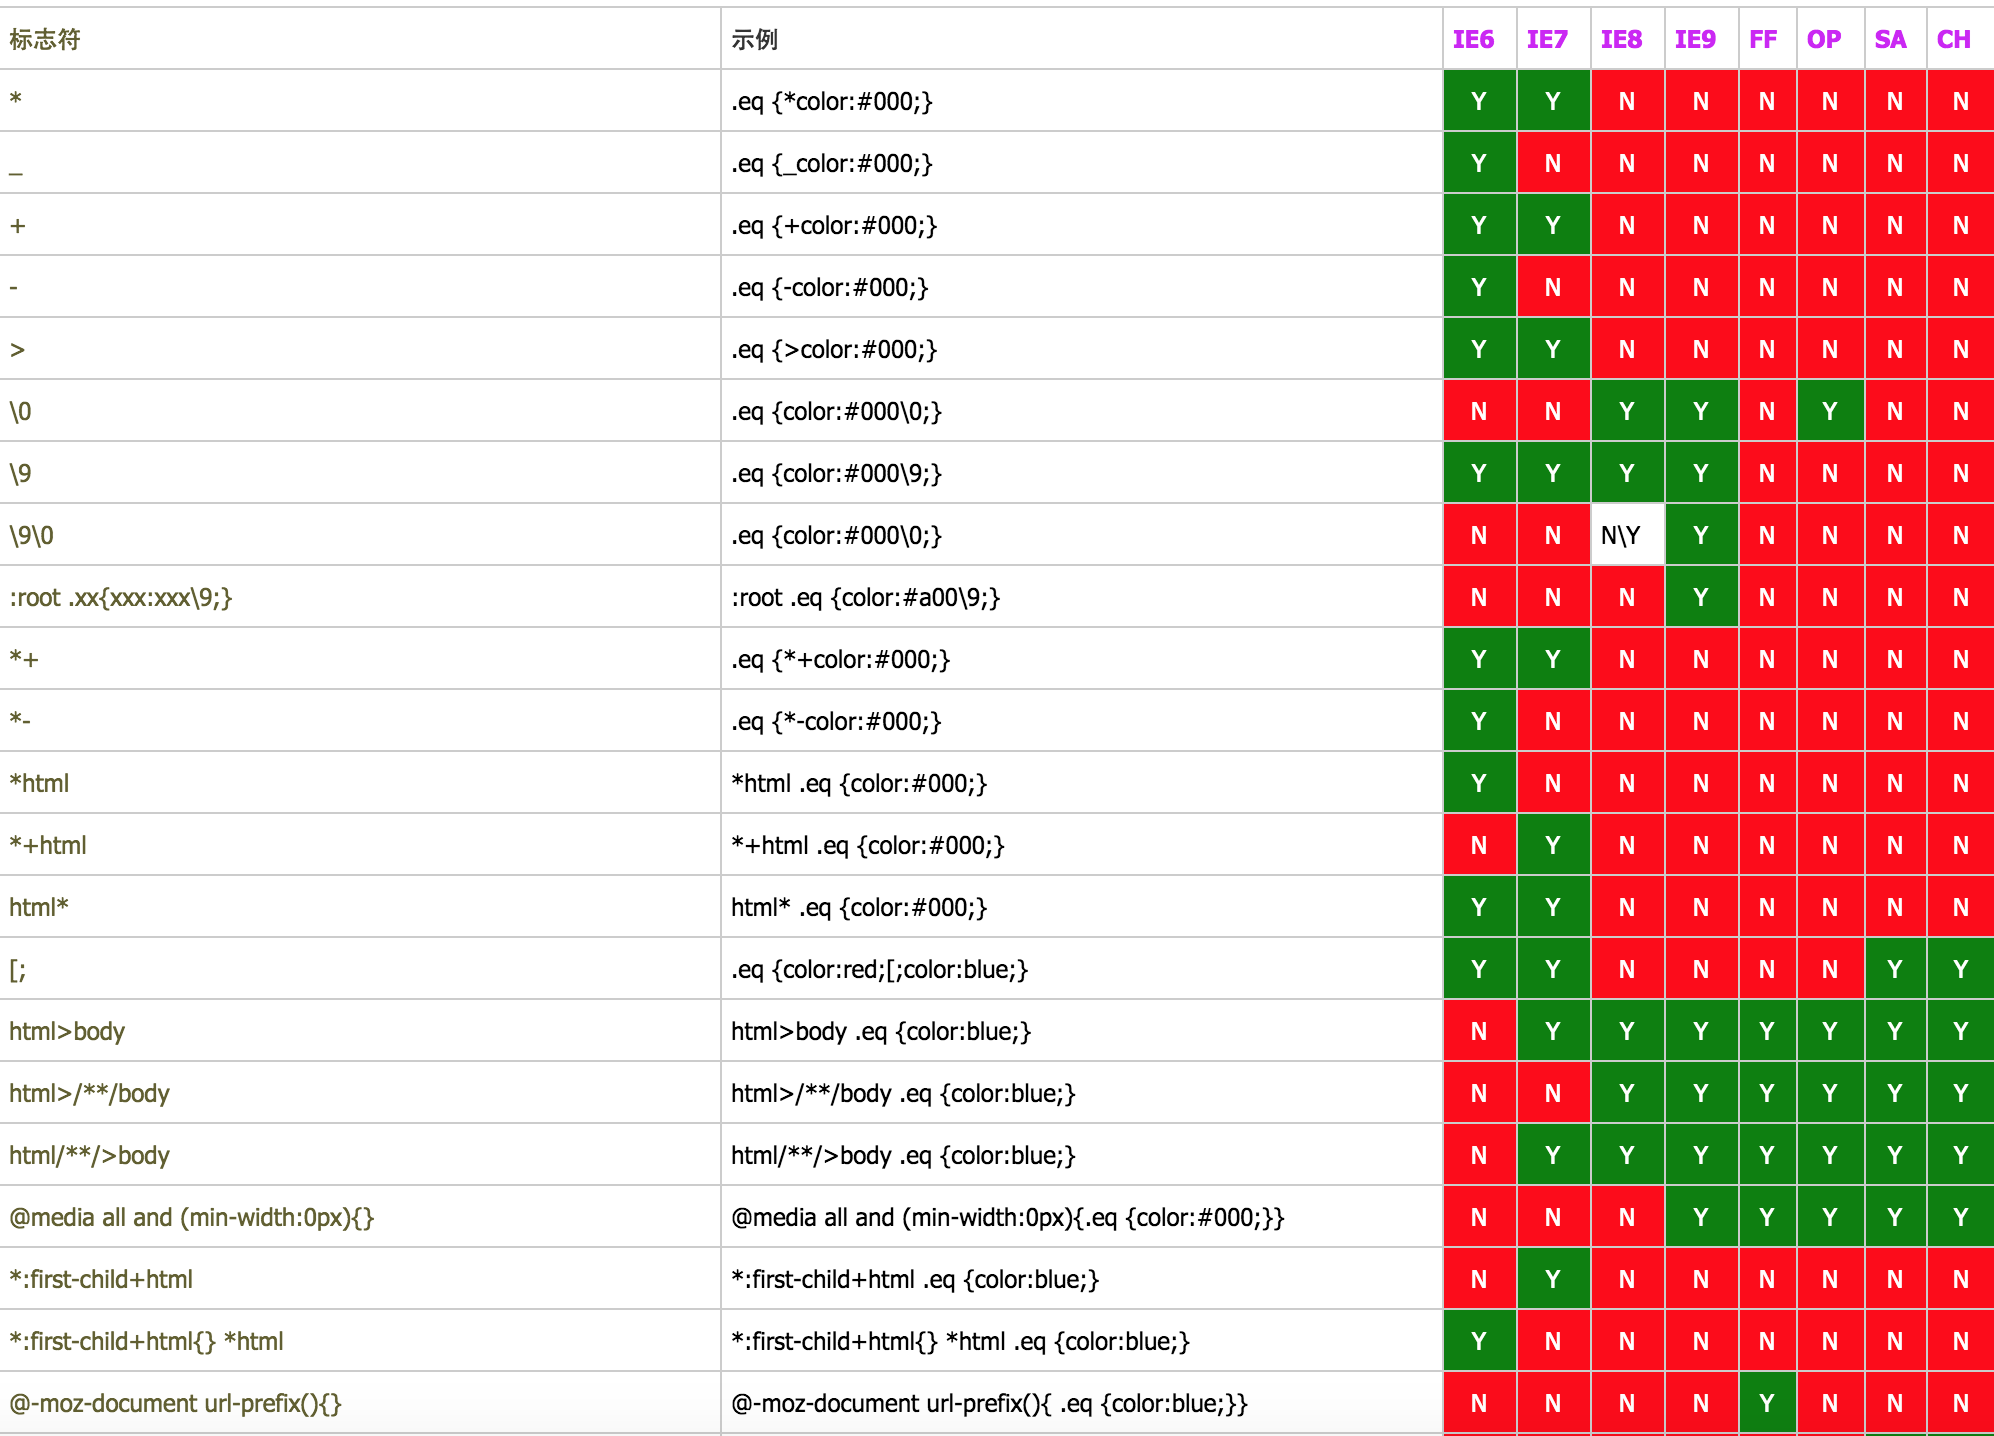 标志符 示例 IE6 IE7 IE8 IE9 FF OP SA CH
* .eq {*color:#000;} Y Y N N N N N N
_ .eq {_color:#000;} Y N N N N N N N
+ .eq {+color:#000;} Y Y N N N N N N
- .eq {-color:#000;} Y N N N N N N N
> .eq {>color:#000;} Y Y N N N N N N
\0 .eq {color:#000\0;} N N Y Y N Y N N
\9 .eq {color:#000\9;} Y Y Y Y N N N N
\9\0 .eq {color:#000\0;} N N N\Y Y N N N N
:root .xx{xxx:xxx\9;} :root .eq {color:#a00\9;} N N N Y N N N N
*+ .eq {*+color:#000;} Y Y N N N N N N
*- .eq {*-color:#000;} Y N N N N N N N
*html *html .eq {color:#000;} Y N N N N N N N
*+html *+html .eq {color:#000;} N Y N N N N N N
html* html* .eq {color:#000;} Y Y N N N N N N
[; .eq {color:red;[;color:blue;} Y Y N N N N Y Y
html>body html>body .eq {color:blue;} N Y Y Y Y Y Y Y
html>/**/body html>/**/body .eq {color:blue;} N N Y Y Y Y Y Y
html/**/>body html/**/>body .eq {color:blue;} N Y Y Y Y Y Y Y
@media all and (min-width:0px){} @media all and (min-width:0px){.eq {color:#000;}} N N N Y Y Y Y Y
*:first-child+html *:first-child+html .eq {color:blue;} N Y N N N N N N
*:first-child+html{} *html *:first-child+html{} *html .eq {color:blue;} Y N N N N N N N
@-moz-document url-prefix(){} @-moz-document url-prefix(){ .eq {color:blue;}} N N N N Y N N N